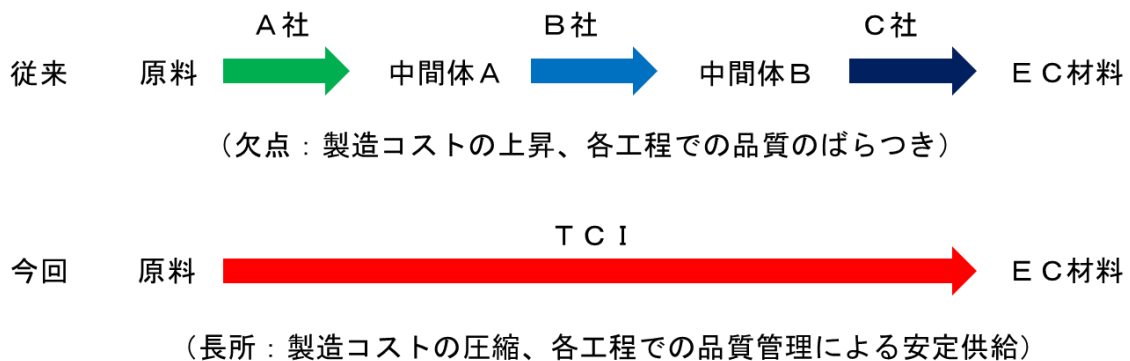 A社 B社 C社
従来 原料 中間体A 中間体B EC材料
(欠点:製造コストの上昇、各工程での品質のばらつき)
TCI
今回 原料 EC材料
(長所:製造コストの圧縮、各工程での品質管理による安定供給)